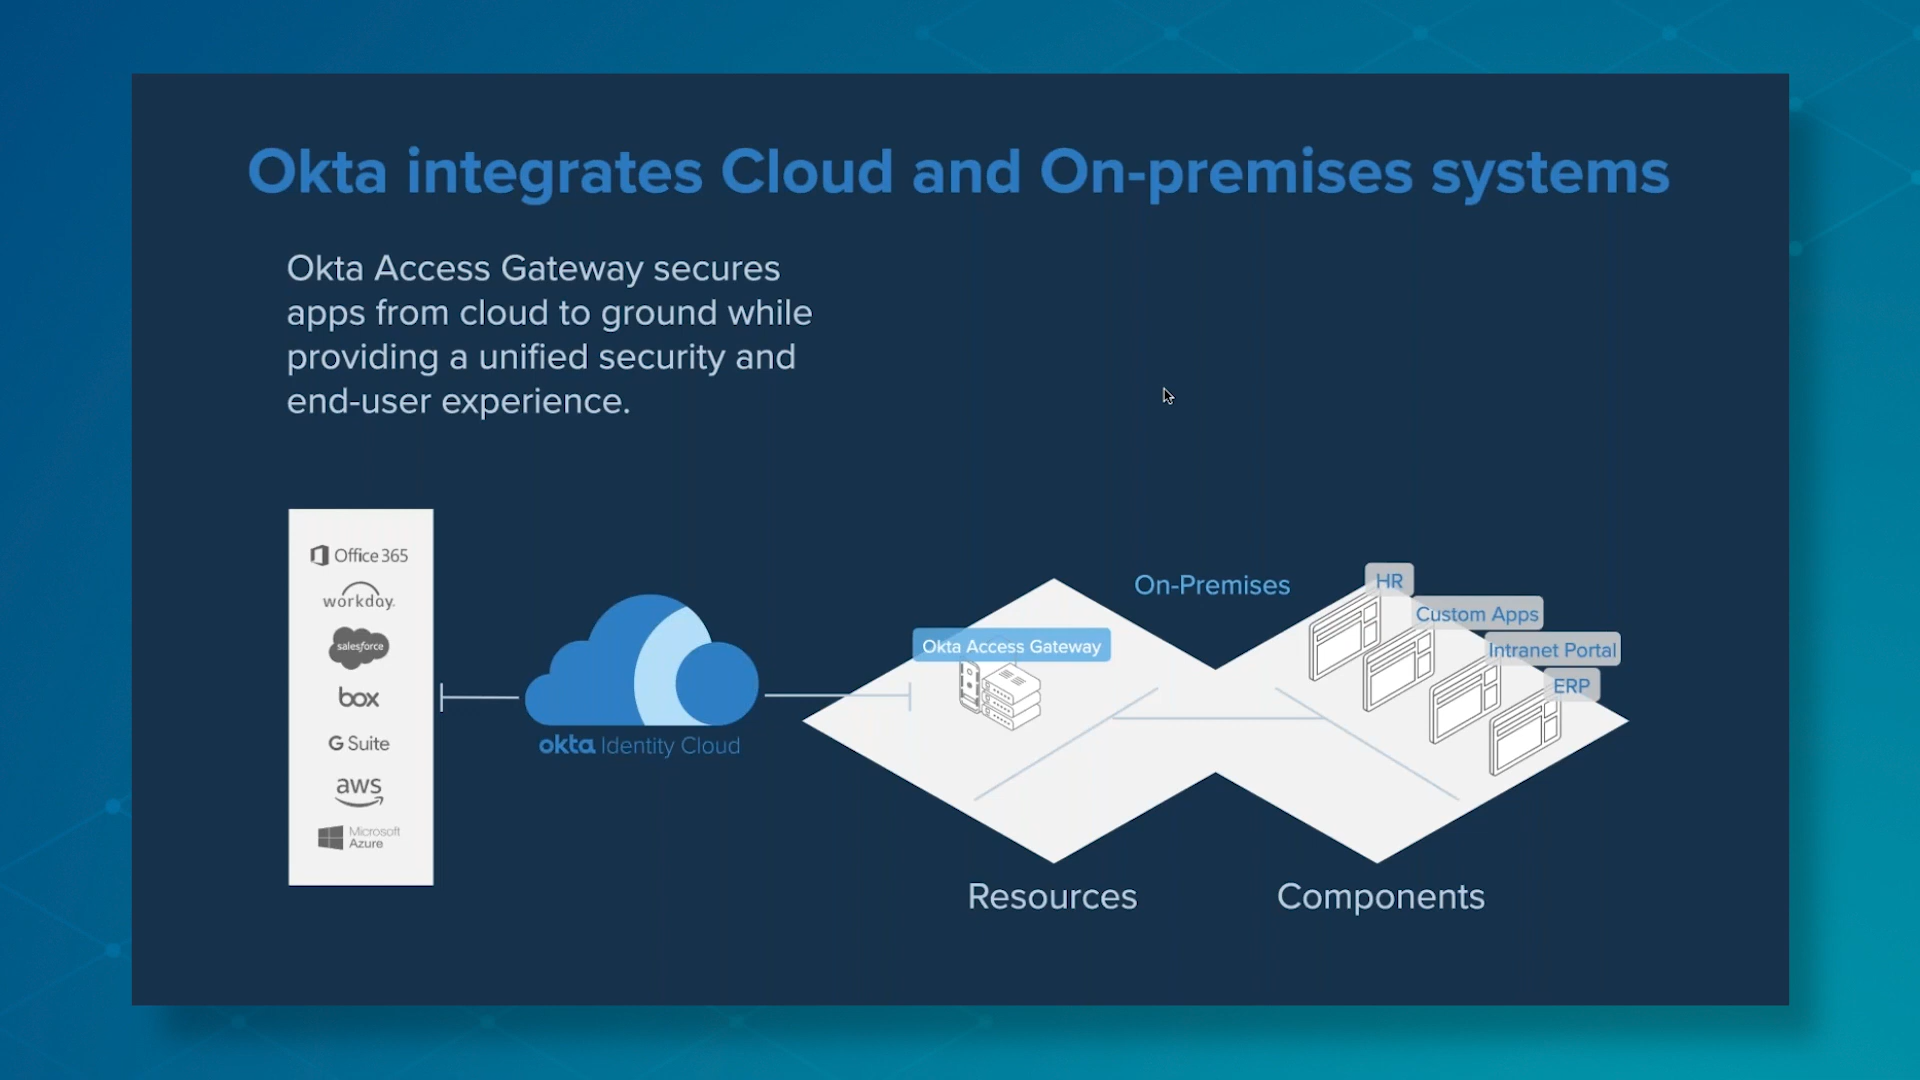 Okta integrates Cloud and On-premises systems
Okta Access Gateway secures
apps from cloud to ground while
providing a unified security and
end-user experience.
Office 365
workday.
salesforce
box
G Suite
aws
Microsoft
Azure
okta Identity Cloud
On-Premises
Okta Access Gateway
HR
Custom Apps
Intranet Portal
ERP
Resources
Components